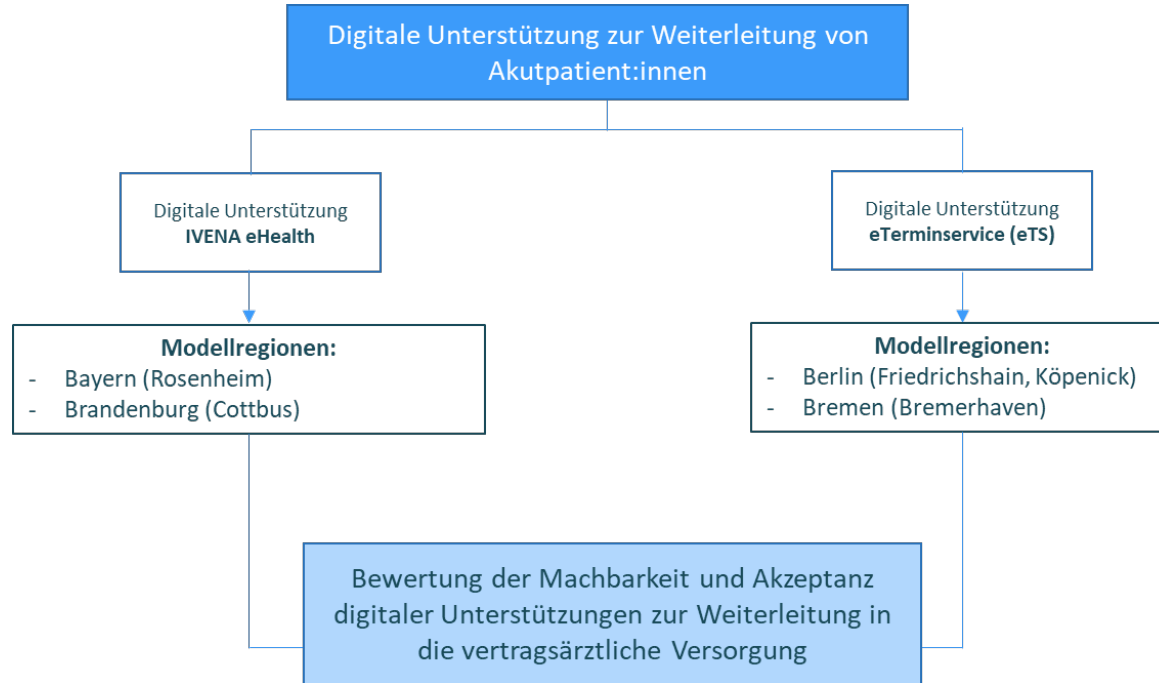 Digitale Unterstützung zur Weiterleitung von
Akutpatient:innen
Digitale Unterstützung
IVENA eHealth
Digitale Unterstützung
eTerminservice (eTS)
Modellregionen:
- Bayern (Rosenheim)
- Brandenburg (Cottbus)
Modellregionen:
- Berlin (Friedrichshain, Köpenick)
- Bremen (Bremerhaven)
Bewertung der Machbarkeit und Akzeptanz
digitaler Unterstützungen zur Weiterleitung in
die vertragsärztliche Versorgung